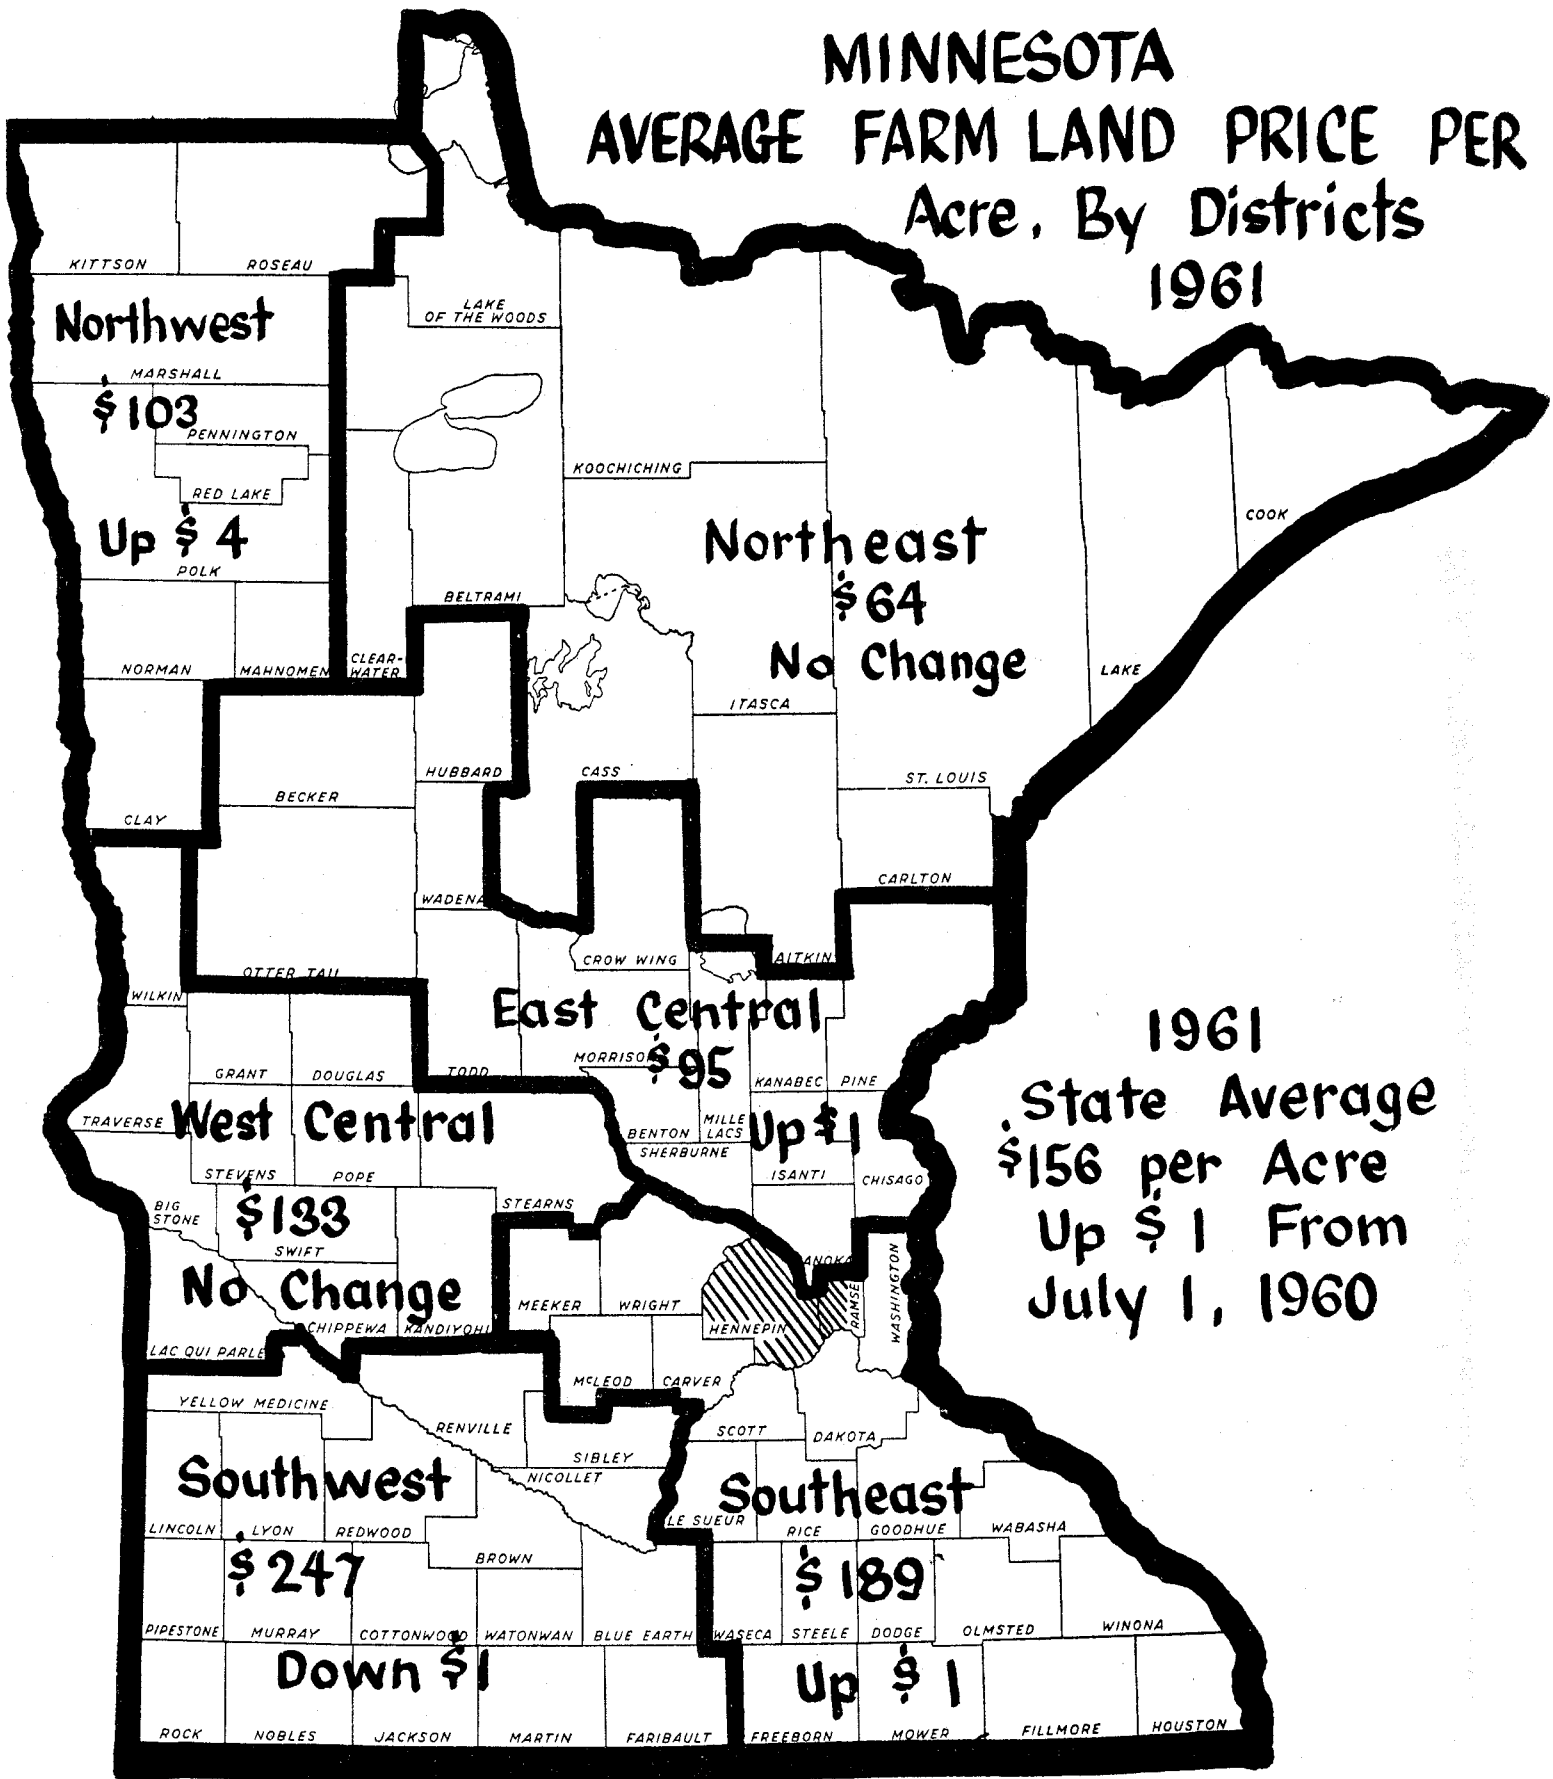 MINNESOTA
AVERAGE FARM LAND PRICE PER
Acre. By Districts
1961
KITTSON
ROSEAU
Northwest
LAKE
OF THE WOODS
MARSHALL
$103
PENNINGTON
KOOCHICHING
RED LAKE
COOK
Up $4
Northeast
POLK
$64
BELTRAMI
No Change
NORMAN
MAHNOMEN
CLEAR-
WATER
LAKE
ITASCA
HUBBARD
CASS
ST. LOUIS
BECKER
CLAY
CARLTON
WADENA
CROW WING
AITKIN
OTTER TAIL
WILKIN
East Central
$95
1961
State Average
$156 per Acre
Up $1 From
July 1, 1960
MORRISON
GRANT
DOUGLAS
TODD
KANABEC
PINE
TRAVERSE
West Central
BENTON
MILLE
LACS
Up $1
SHERBURNE
STEVENS
POPE
ISANTI
CHISAGO
BIG
STONE
$133
STEARNS
SWIFT
ANOKA
No Change
MEEKER
WRIGHT
HENNEPIN
RAMSEY
WASHINGTON
CHIPPEWA
KANDIYOHI
LAC QUI PARLE
McLEOD
CARVER
YELLOW MEDICINE
RENVILLE
SCOTT
DAKOTA
SIBLEY
NICOLLET
Southwest
Southeast
LE SUEUR
LINCOLN
LYON
REDWOOD
RICE
GOODHUE
WABASHA
BROWN
$247
$189
PIPESTONE
MURRAY
COTTONWOOD
WATONWAN
BLUE EARTH
WASECA
STEELE
DODGE
OLMSTED
WINONA
Down $1
Up $1
ROCK
NOBLES
JACKSON
MARTIN
FARIBAULT
FREEBORN
MOWER
FILLMORE
HOUSTON